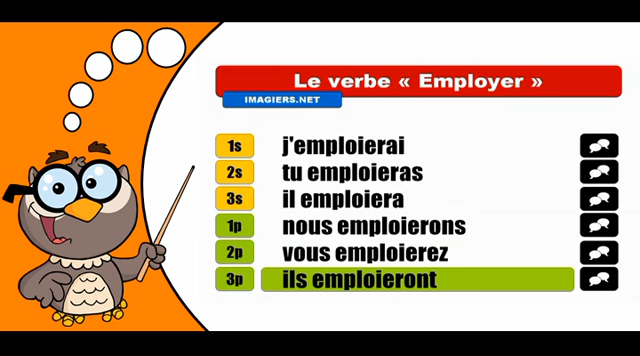 Le verbe « Employer »
IMAGIERS.NET
1s j'emploierai
2s tu emploieras
3s il emploiera
1p nous emploierons
2p vous emploierez
3p ils emploieront